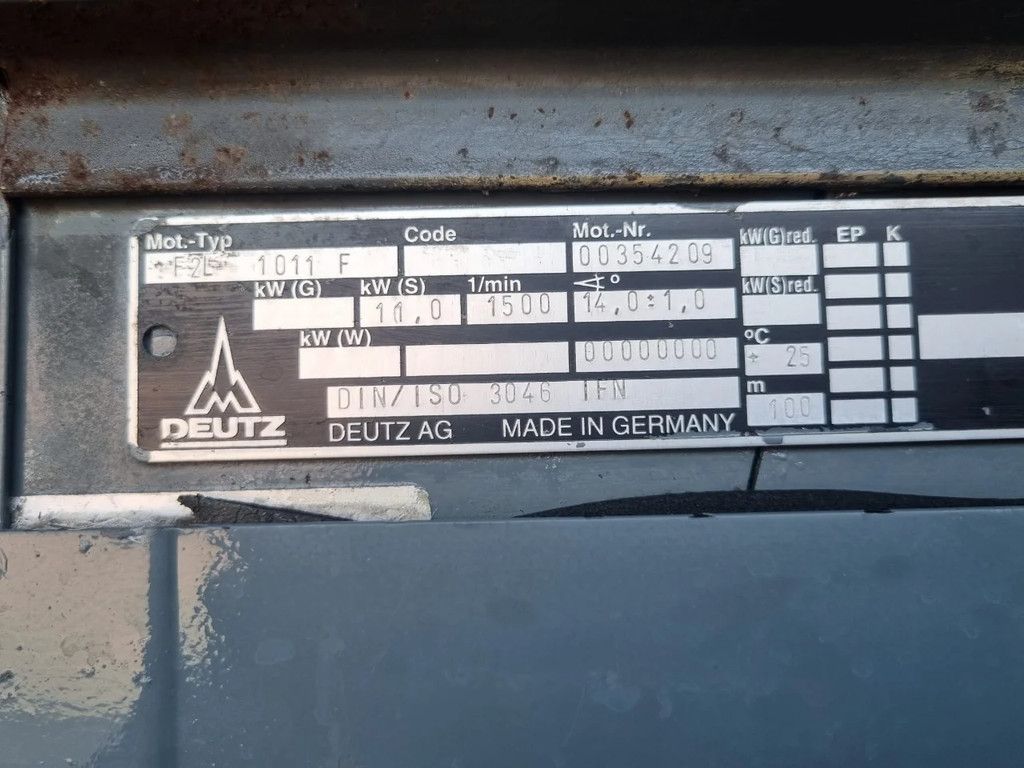 Mot.-Typ Code Mot.-Nr. kW(G)red. EP K
F2L 1011 F 00354209
kW (G) kW (S) 1/min ∢° kW(S)red.
11,0 1500 14,0±1,0
kW (W) °C
00000000 ± 25
DIN/ISO 3046 IFN m
100
DEUTZ DEUTZ AG MADE IN GERMANY